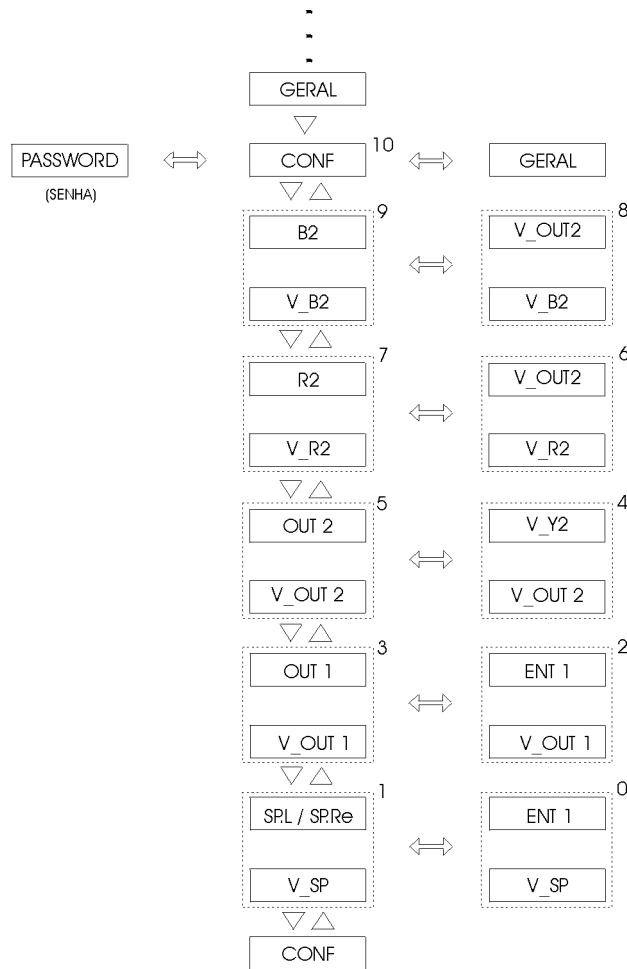 GERAL
10
PASSWORD CONF GERAL
(SENHA)
9 8
B2 V_OUT2
V_B2 V_B2
7 6
R2 V_OUT2
V_R2 V_R2
5 4
OUT 2 V_Y2
V_OUT 2 V_OUT 2
3 2
OUT 1 ENT 1
V_OUT 1 V_OUT 1
1 0
SP.L / SP.Re ENT 1
V_SP V_SP
CONF